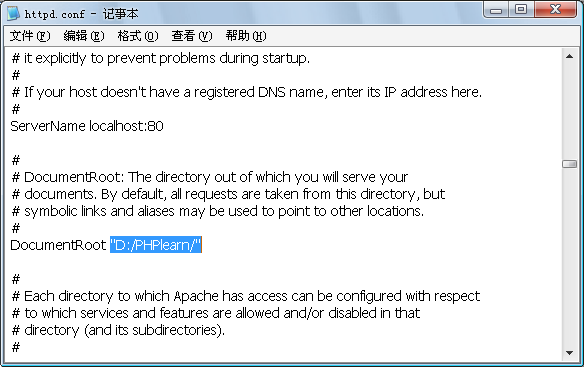 httpd.conf - 记事本
文件(F) 编辑(E) 格式(O) 查看(V) 帮助(H)
# it explicitly to prevent problems during startup.
#
# If your host doesn't have a registered DNS name, enter its IP address here.
#
ServerName localhost:80
#
# DocumentRoot: The directory out of which you will serve your
# documents. By default, all requests are taken from this directory, but
# symbolic links and aliases may be used to point to other locations.
#
DocumentRoot "D:/PHPlearn/"
#
# Each directory to which Apache has access can be configured with respect
# to which services and features are allowed and/or disabled in that
# directory (and its subdirectories).
#